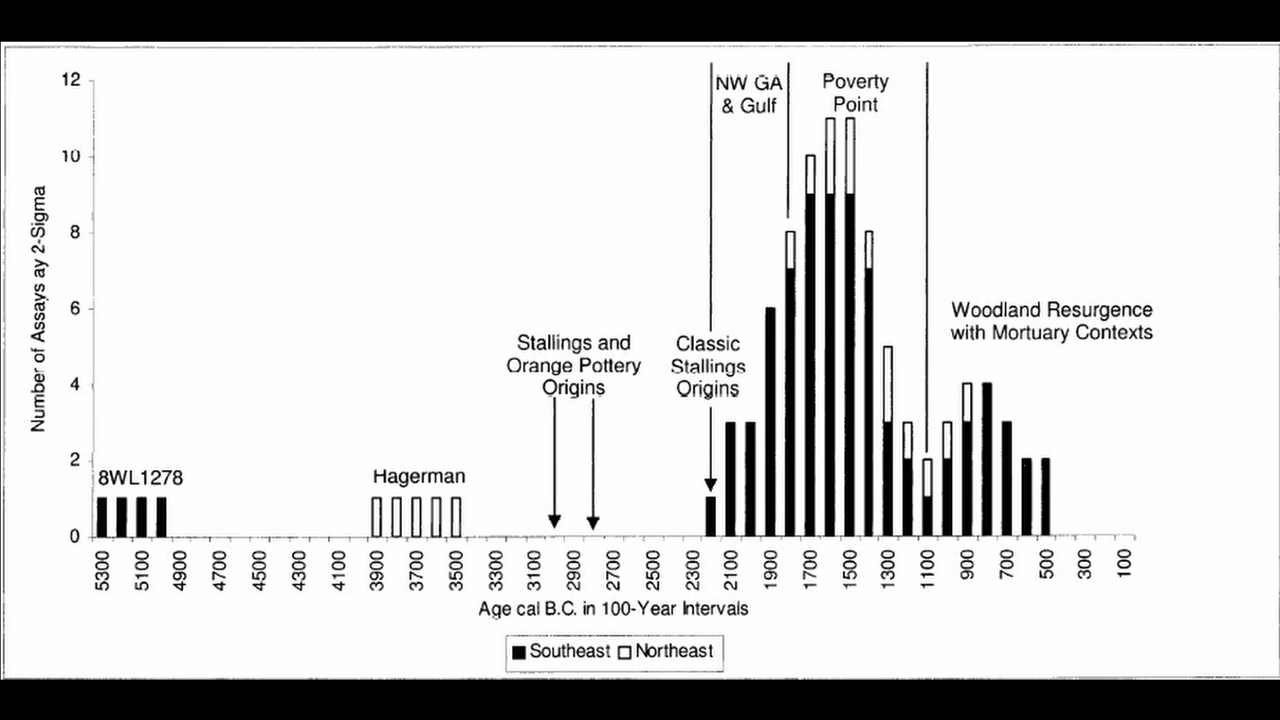 12
NW GA
& Gulf
Poverty
Point
10
8
6
4
2
0
Number of Assays ay 2-Sigma
8WL1278
Hagerman
Stallings and
Orange Pottery
Origins
Classic
Stallings
Origins
Woodland Resurgence
with Mortuary Contexts
5300 5100 4900 4700 4500 4300 4100 3900 3700 3500 3300 3100 2900 2700 2500 2300 2100 1900 1700 1500 1300 1100 900 700 500 300 100
Age cal B.C. in 100-Year Intervals
Southeast Northeast